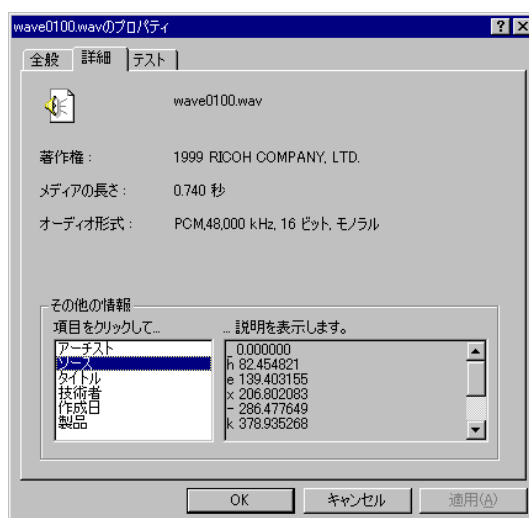 wave0100.wavのプロパティ
全般 詳細 テスト
wave0100.wav
著作権 : 1999 RICOH COMPANY, LTD.
メディアの長さ : 0.740 秒
オーディオ形式 : PCM,48,000 kHz, 16 ビット, モノラル
その他の情報
項目をクリックして... ... 説明を表示します。
アーチスト
ソース
タイトル
技術者
作成日
製品
_ 0.000000
h 82.454821
e 139.403155
x 206.802083
- 286.477649
k 378.935268
OK キャンセル 適用(A)